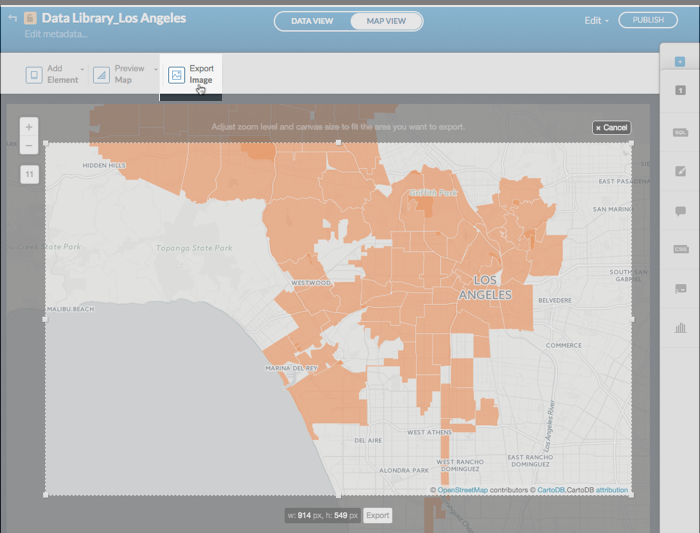 Data Library_Los Angeles
Edit metadata...
DATA VIEW
MAP VIEW
Edit
PUBLISH
Add
Element
Preview
Map
Export
Image
Adjust zoom level and canvas size to fit the area you want to export.
× Cancel
+
−
11
1
SQL
CSS
HIDDEN HILLS
Griffith Park
EAST PASADENA
SAN MARINO
Creek State Park
Topanga State Park
WESTWOOD
LOS
ANGELES
SOUTH SAN
GABRIEL
BELVEDERE
MALIBU BEACH
COMMERCE
MARINA DEL REY
Los Angeles River
WEST ATHENS
DEL AIRE
WEST RANCHO
DOMINGUEZ
EAST RANCHO
DOMINGUEZ
ALONDRA PARK
© OpenStreetMap contributors © CartoDB, CartoDB attribution
w: 914 px, h: 549 px
Export